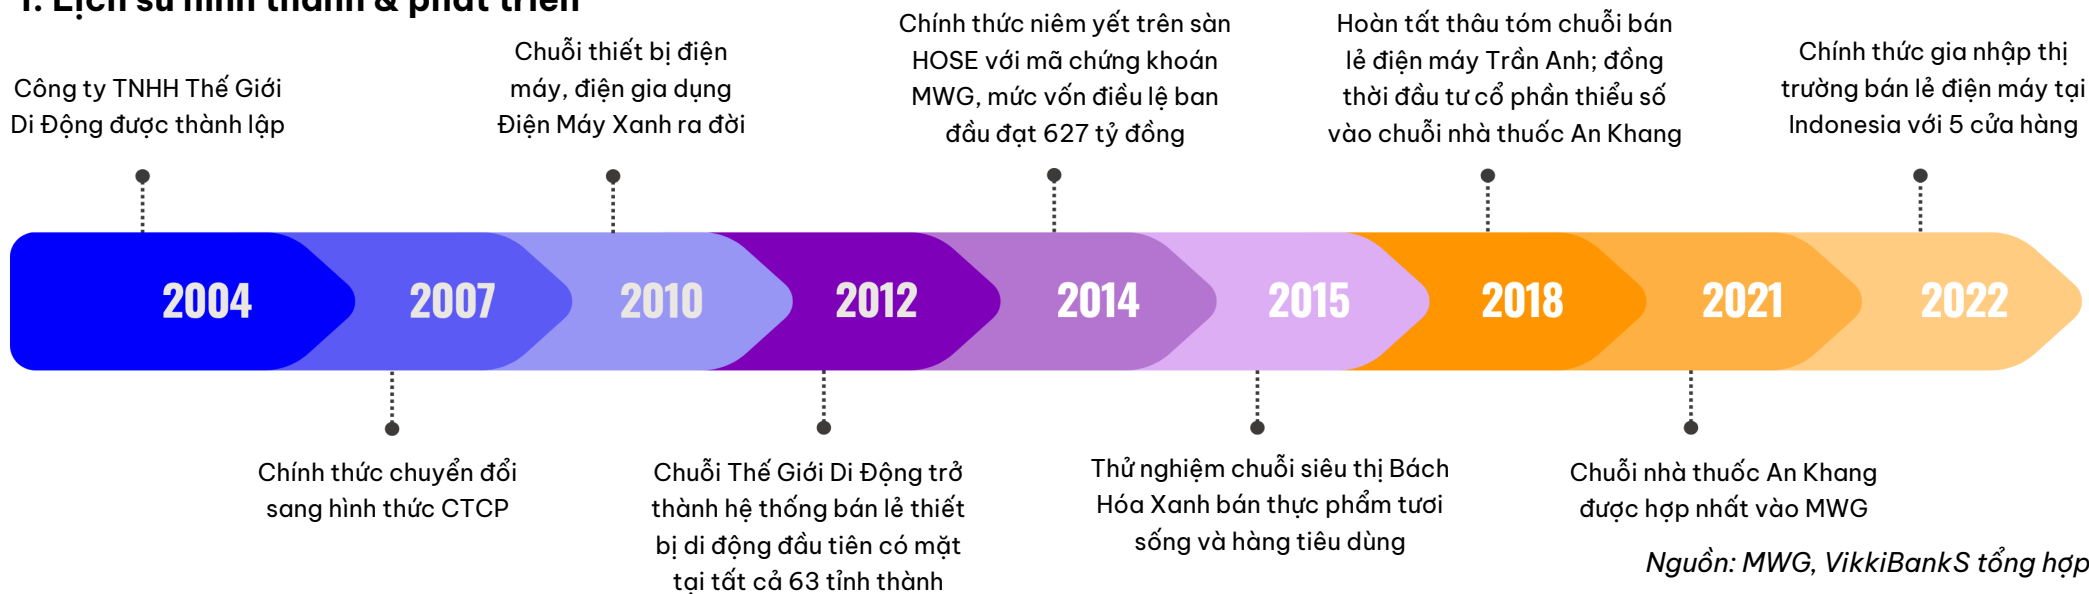 1. Lịch sử hình thành & phát triển
Công ty TNHH Thế Giới
Di Động được thành lập
Chuỗi thiết bị điện
máy, điện gia dụng
Điện Máy Xanh ra đời
Chính thức niêm yết trên sàn
HOSE với mã chứng khoán
MWG, mức vốn điều lệ ban
đầu đạt 627 tỷ đồng
Hoàn tất thâu tóm chuỗi bán
lẻ điện máy Trần Anh; đồng
thời đầu tư cổ phần thiểu số
vào chuỗi nhà thuốc An Khang
Chính thức gia nhập thị
trường bán lẻ điện máy tại
Indonesia với 5 cửa hàng
2004
2007
2010
2012
2014
2015
2018
2021
2022
Chính thức chuyển đổi
sang hình thức CTCP
Chuỗi Thế Giới Di Động trở
thành hệ thống bán lẻ thiết
bị di động đầu tiên có mặt
tại tất cả 63 tỉnh thành
Thử nghiệm chuỗi siêu thị Bách
Hóa Xanh bán thực phẩm tươi
sống và hàng tiêu dùng
Chuỗi nhà thuốc An Khang
được hợp nhất vào MWG
Nguồn: MWG, VikkiBankS tổng hợp